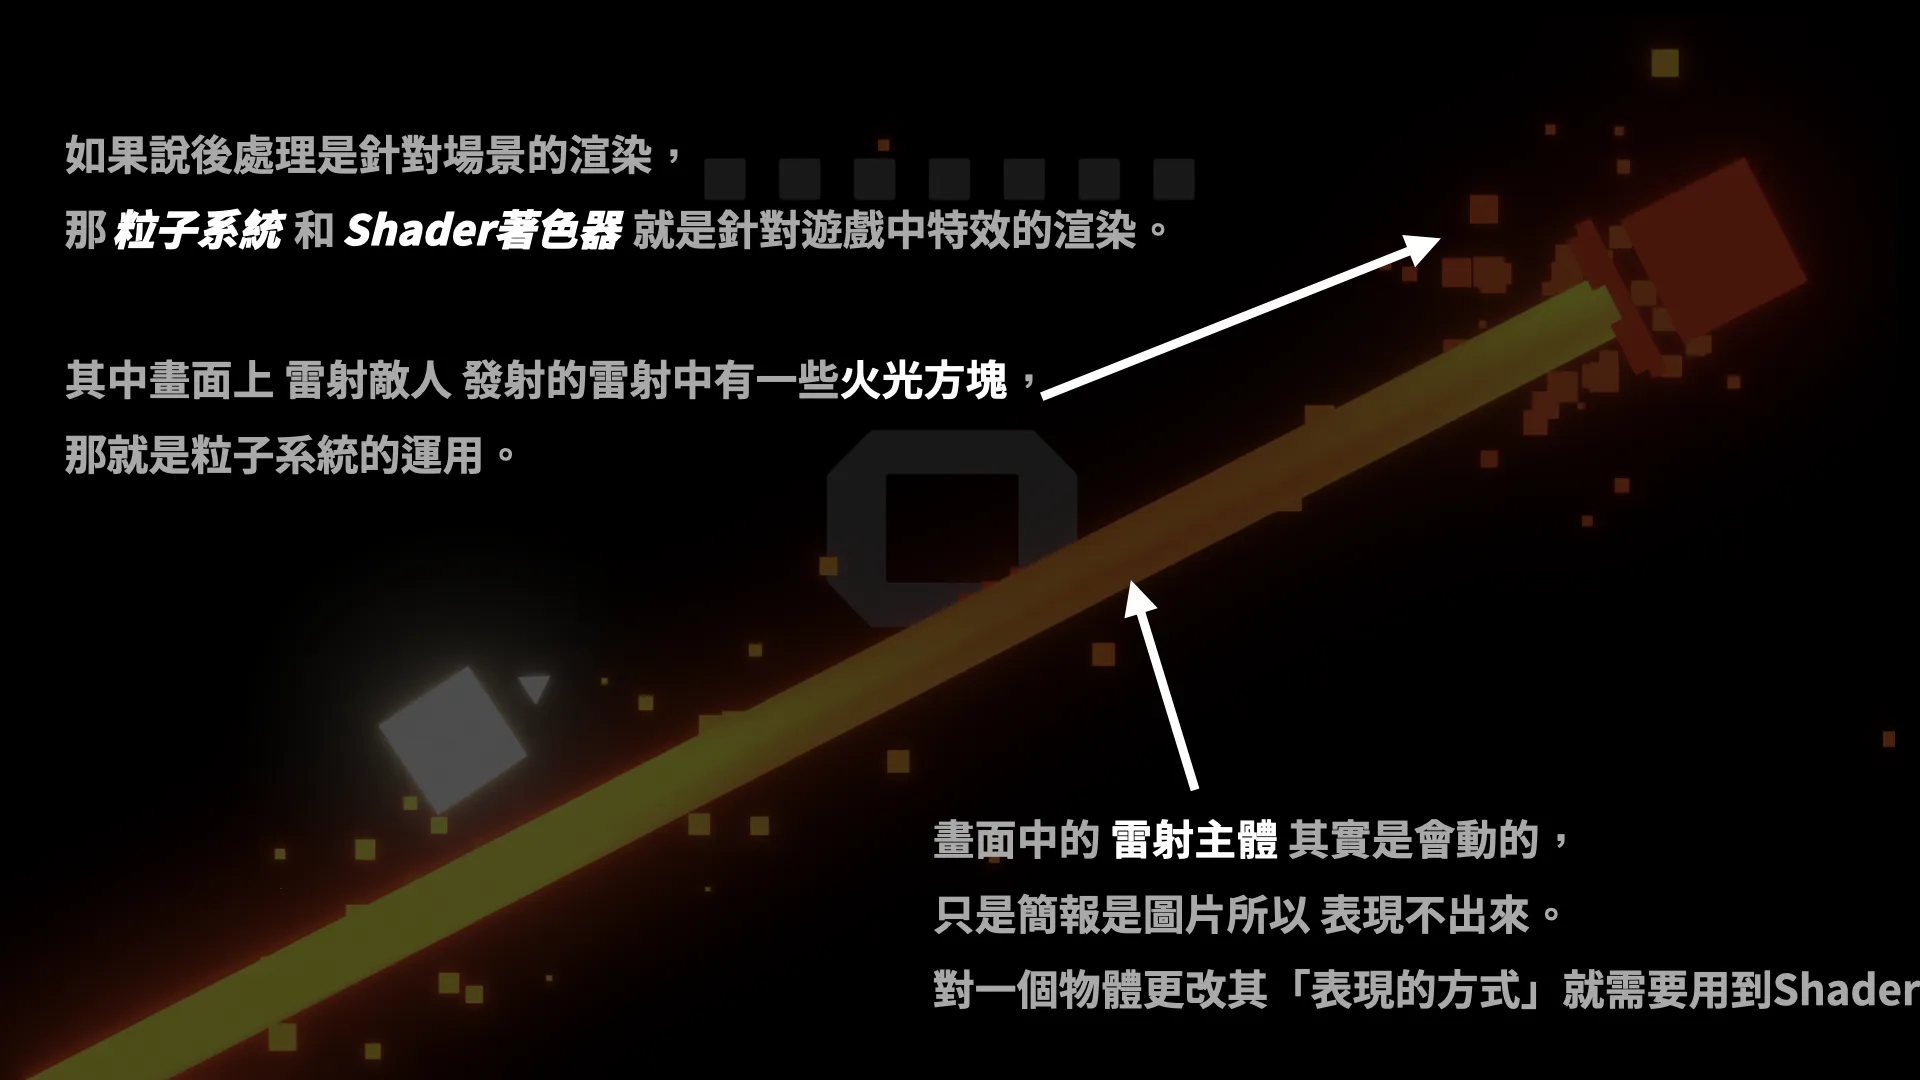 如果說後處理是針對場景的渲染，
那 粒子系統 和 Shader著色器 就是針對遊戲中特效的渲染。
其中畫面上 雷射敵人 發射的雷射中有一些火光方塊，
那就是粒子系統的運用。
畫面中的 雷射主體 其實是會動的，
只是簡報是圖片所以 表現不出來。
對一個物體更改其「表現的方式」就需要用到Shader